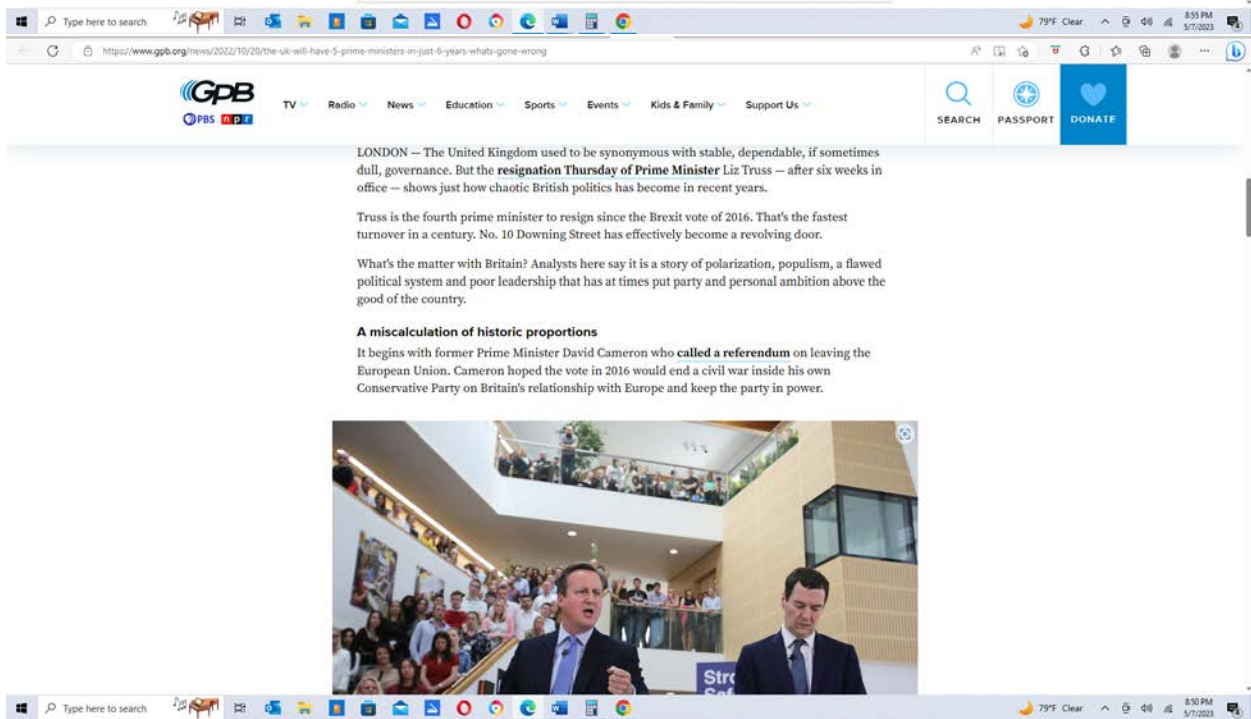 Type here to search
79°F Clear
8:55 PM
5/7/2023
https://www.gpb.org/news/2022/10/20/the-uk-will-have-5-prime-ministers-in-just-6-years-whats-gone-wrong
GPB
PBS npr
TV
Radio
News
Education
Sports
Events
Kids & Family
Support Us
SEARCH
PASSPORT
DONATE
LONDON — The United Kingdom used to be synonymous with stable, dependable, if sometimes
dull, governance. But the resignation Thursday of Prime Minister Liz Truss — after six weeks in
office — shows just how chaotic British politics has become in recent years.
Truss is the fourth prime minister to resign since the Brexit vote of 2016. That's the fastest
turnover in a century. No. 10 Downing Street has effectively become a revolving door.
What's the matter with Britain? Analysts here say it is a story of polarization, populism, a flawed
political system and poor leadership that has at times put party and personal ambition above the
good of the country.
A miscalculation of historic proportions
It begins with former Prime Minister David Cameron who called a referendum on leaving the
European Union. Cameron hoped the vote in 2016 would end a civil war inside his own
Conservative Party on Britain's relationship with Europe and keep the party in power.
Type here to search
79°F Clear
8:50 PM
5/7/2023